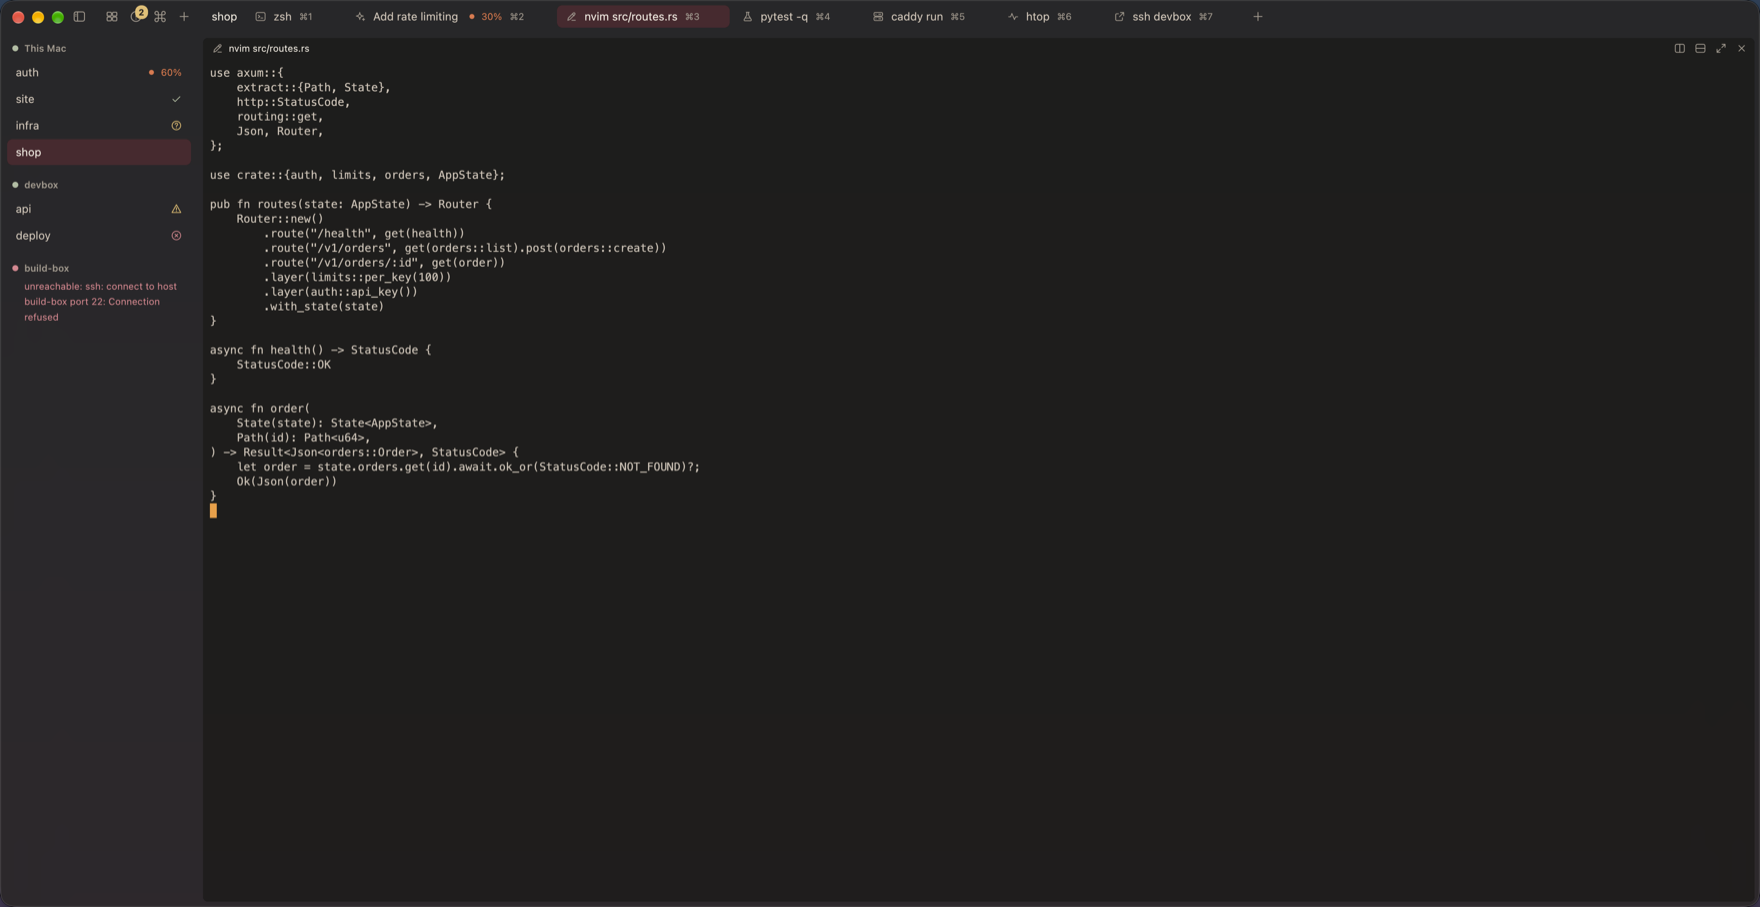 2
shop
zsh ⌘1
Add rate limiting 30% ⌘2
nvim src/routes.rs ⌘3
pytest -q ⌘4
caddy run ⌘5
htop ⌘6
ssh devbox ⌘7
This Mac
auth 60%
site
infra
shop
devbox
api
deploy
build-box
unreachable: ssh: connect to host
build-box port 22: Connection
refused
nvim src/routes.rs
use axum::{
    extract::{Path, State},
    http::StatusCode,
    routing::get,
    Json, Router,
};

use crate::{auth, limits, orders, AppState};

pub fn routes(state: AppState) -> Router {
    Router::new()
        .route("/health", get(health))
        .route("/v1/orders", get(orders::list).post(orders::create))
        .route("/v1/orders/:id", get(order))
        .layer(limits::per_key(100))
        .layer(auth::api_key())
        .with_state(state)
}

async fn health() -> StatusCode {
    StatusCode::OK
}

async fn order(
    State(state): State<AppState>,
    Path(id): Path<u64>,
) -> Result<Json<orders::Order>, StatusCode> {
    let order = state.orders.get(id).await.ok_or(StatusCode::NOT_FOUND)?;
    Ok(Json(order))
}